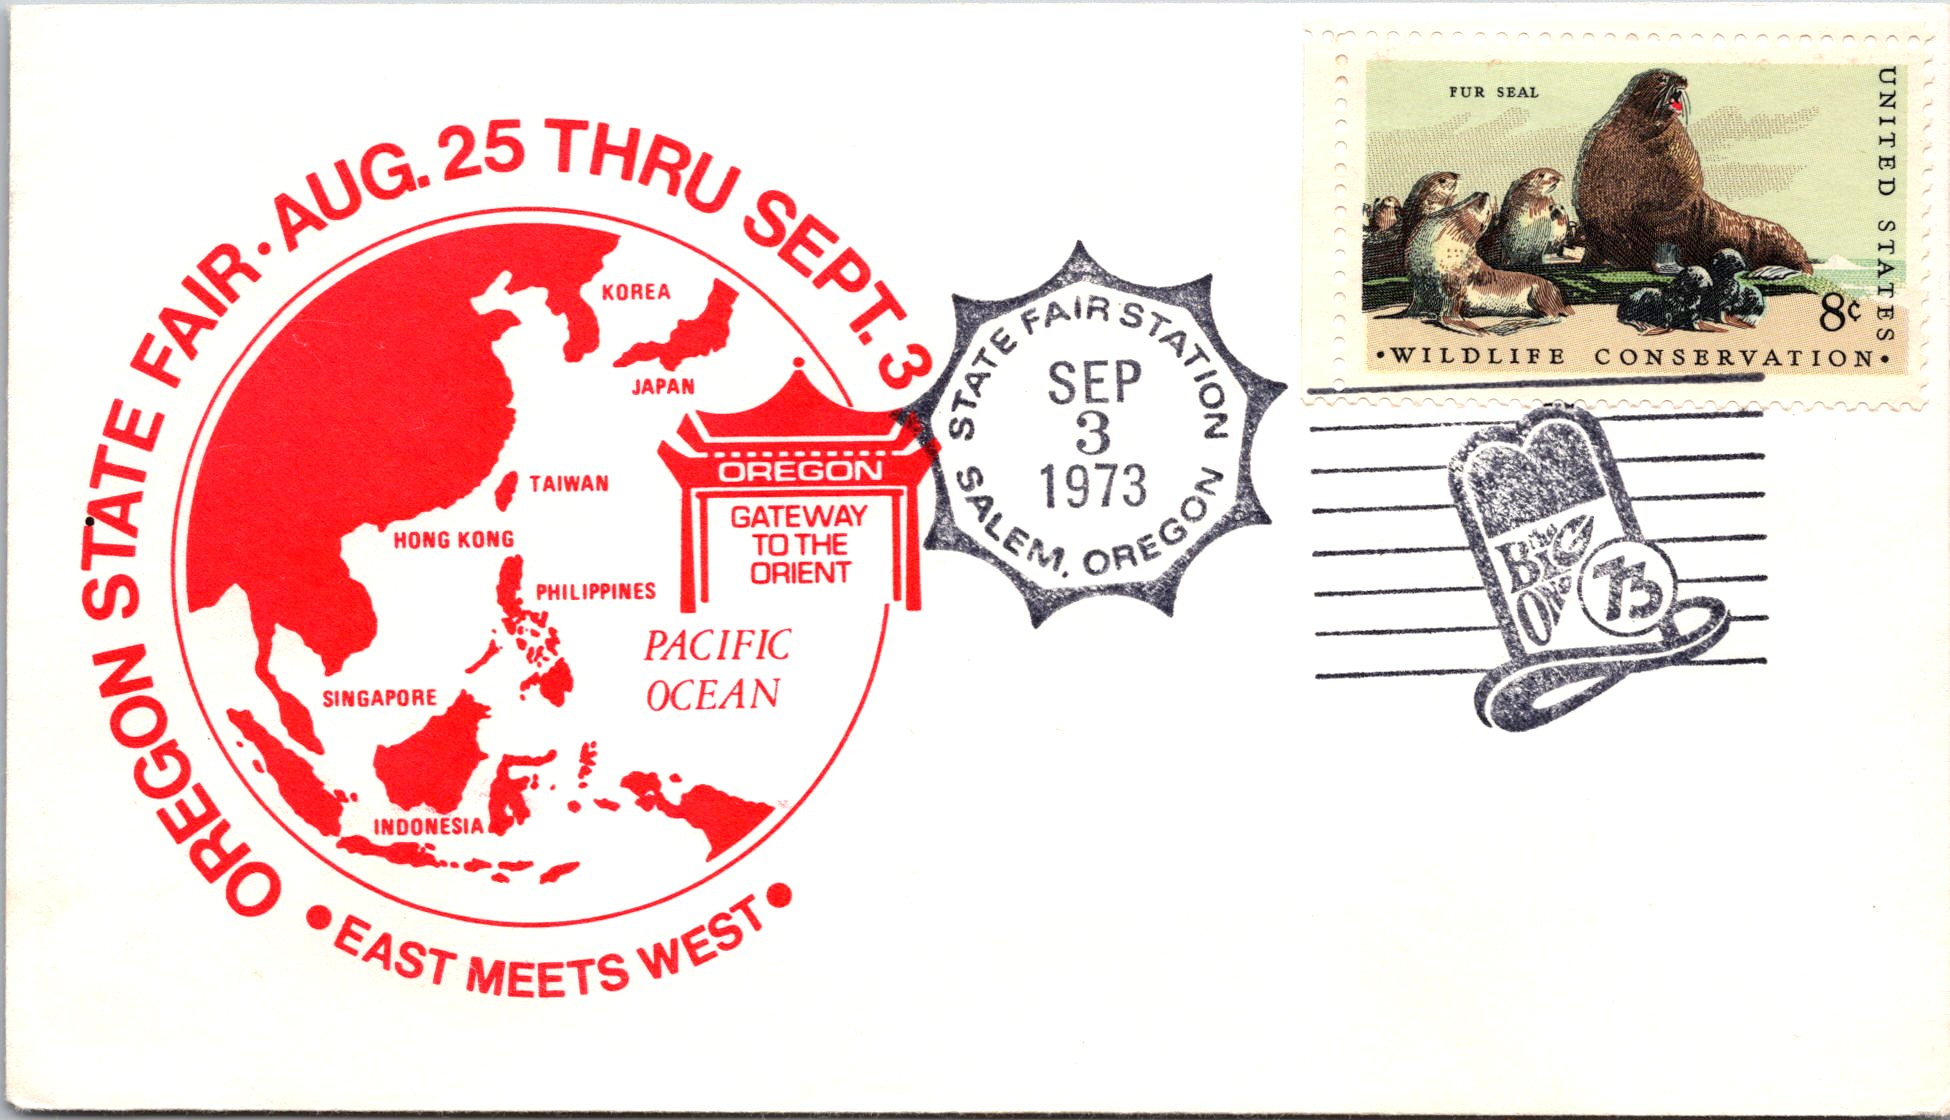 OREGON STATE FAIR · AUG. 25 THRU SEPT. 3
KOREA
JAPAN
TAIWAN
HONG KONG
PHILIPPINES
SINGAPORE
INDONESIA
PACIFIC
OCEAN
OREGON
GATEWAY
TO THE
ORIENT
• EAST MEETS WEST •
STATE FAIR STATION
SEP
3
1973
SALEM, OREGON
FUR SEAL
UNITED STATES
8¢
·WILDLIFE CONSERVATION·
the
BIG
ONE
73